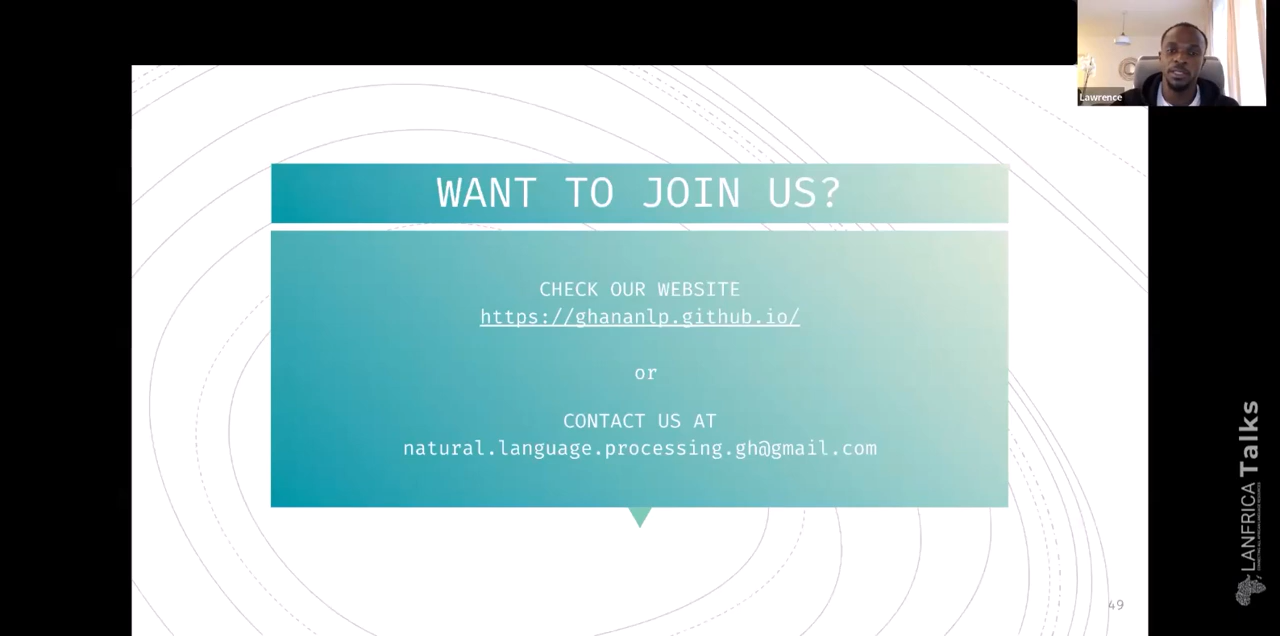 Lawrence
WANT TO JOIN US?
CHECK OUR WEBSITE
https://ghananlp.github.io/
or
CONTACT US AT
natural.language.processing.gh@gmail.com
49
LANFRICA Talks